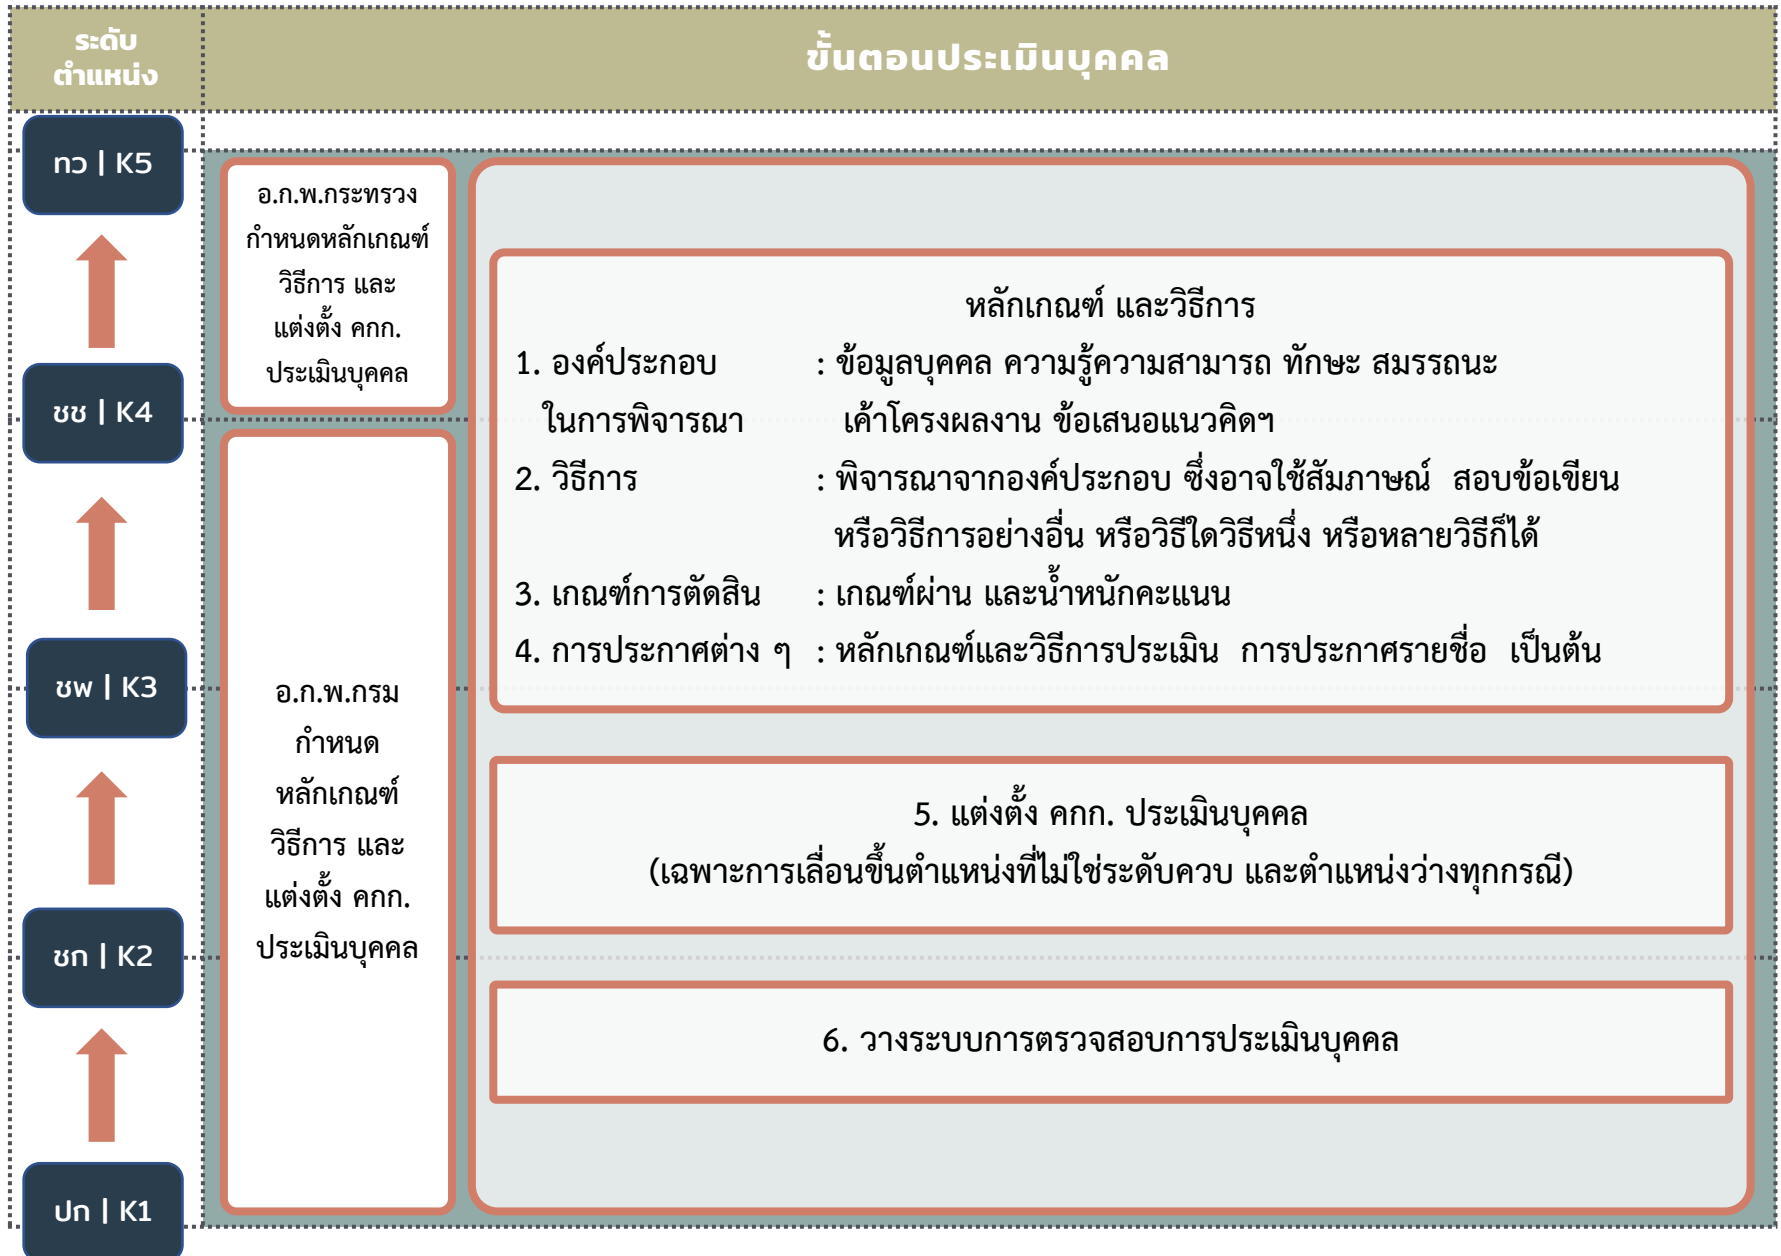 ระดับ
ตำแหน่ง
ขั้นตอนประเมินบุคคล
ทว | K5
ชช | K4
ชพ | K3
ชก | K2
ปก | K1
อ.ก.พ.กระทรวง
กำหนดหลักเกณฑ์
วิธีการ และ
แต่งตั้ง คกก.
ประเมินบุคคล
อ.ก.พ.กรม
กำหนด
หลักเกณฑ์
วิธีการ และ
แต่งตั้ง คกก.
ประเมินบุคคล
หลักเกณฑ์ และวิธีการ
1. องค์ประกอบ : ข้อมูลบุคคล ความรู้ความสามารถ ทักษะ สมรรถนะ
ในการพิจารณา เค้าโครงผลงาน ข้อเสนอแนวคิดฯ
2. วิธีการ : พิจารณาจากองค์ประกอบ ซึ่งอาจใช้สัมภาษณ์ สอบข้อเขียน
หรือวิธีการอย่างอื่น หรือวิธีใดวิธีหนึ่ง หรือหลายวิธีก็ได้
3. เกณฑ์การตัดสิน : เกณฑ์ผ่าน และน้ำหนักคะแนน
4. การประกาศต่าง ๆ : หลักเกณฑ์และวิธีการประเมิน การประกาศรายชื่อ เป็นต้น
5. แต่งตั้ง คกก. ประเมินบุคคล
(เฉพาะการเลื่อนขึ้นตำแหน่งที่ไม่ใช่ระดับควบ และตำแหน่งว่างทุกกรณี)
6. วางระบบการตรวจสอบการประเมินบุคคล